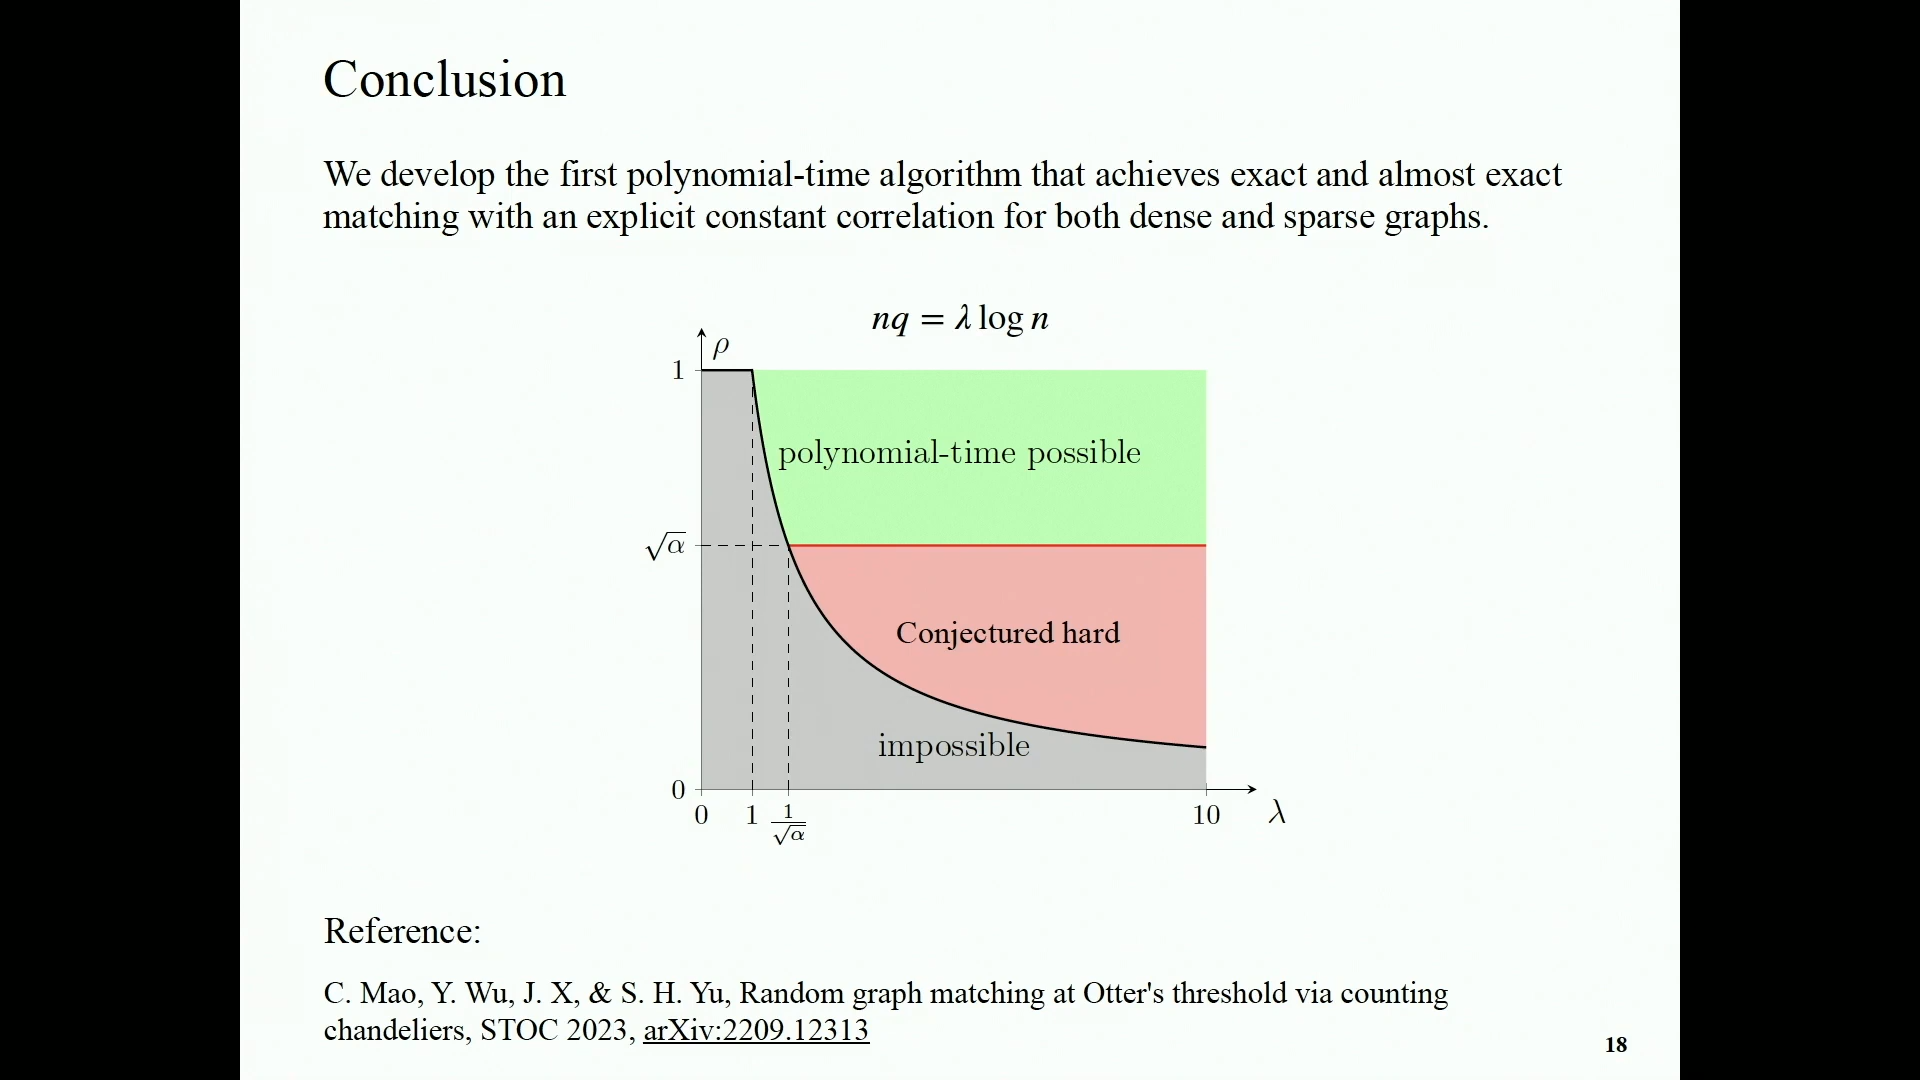 Conclusion
We develop the first polynomial-time algorithm that achieves exact and almost exact
matching with an explicit constant correlation for both dense and sparse graphs.
nq = λ log n
ρ
1
polynomial-time possible
√α
Conjectured hard
impossible
0
0 1 1/√α 10 λ
Reference:
C. Mao, Y. Wu, J. X, & S. H. Yu, Random graph matching at Otter's threshold via counting
chandeliers, STOC 2023, arXiv:2209.12313
18